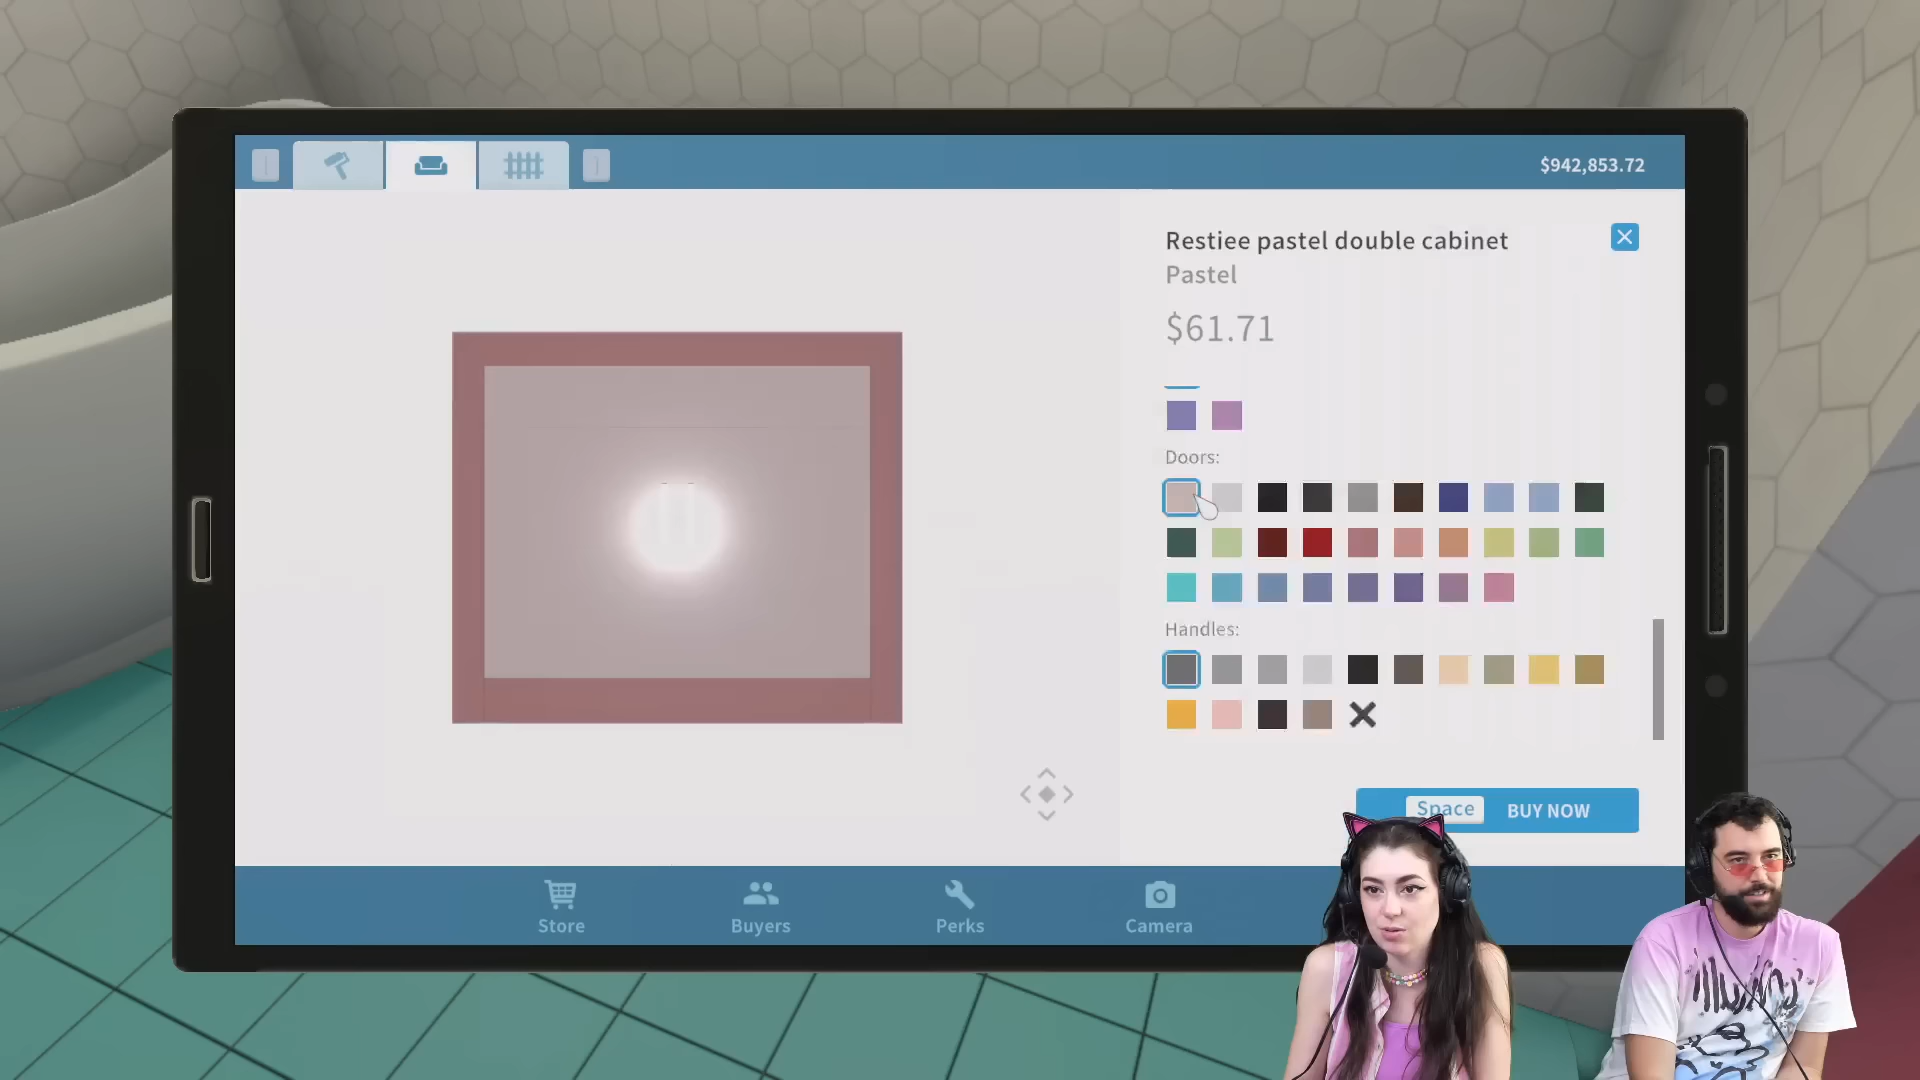 $942,853.72
Restiee pastel double cabinet
Pastel
$61.71
Doors:
Handles:
Space BUY NOW
Store
Buyers
Perks
Camera